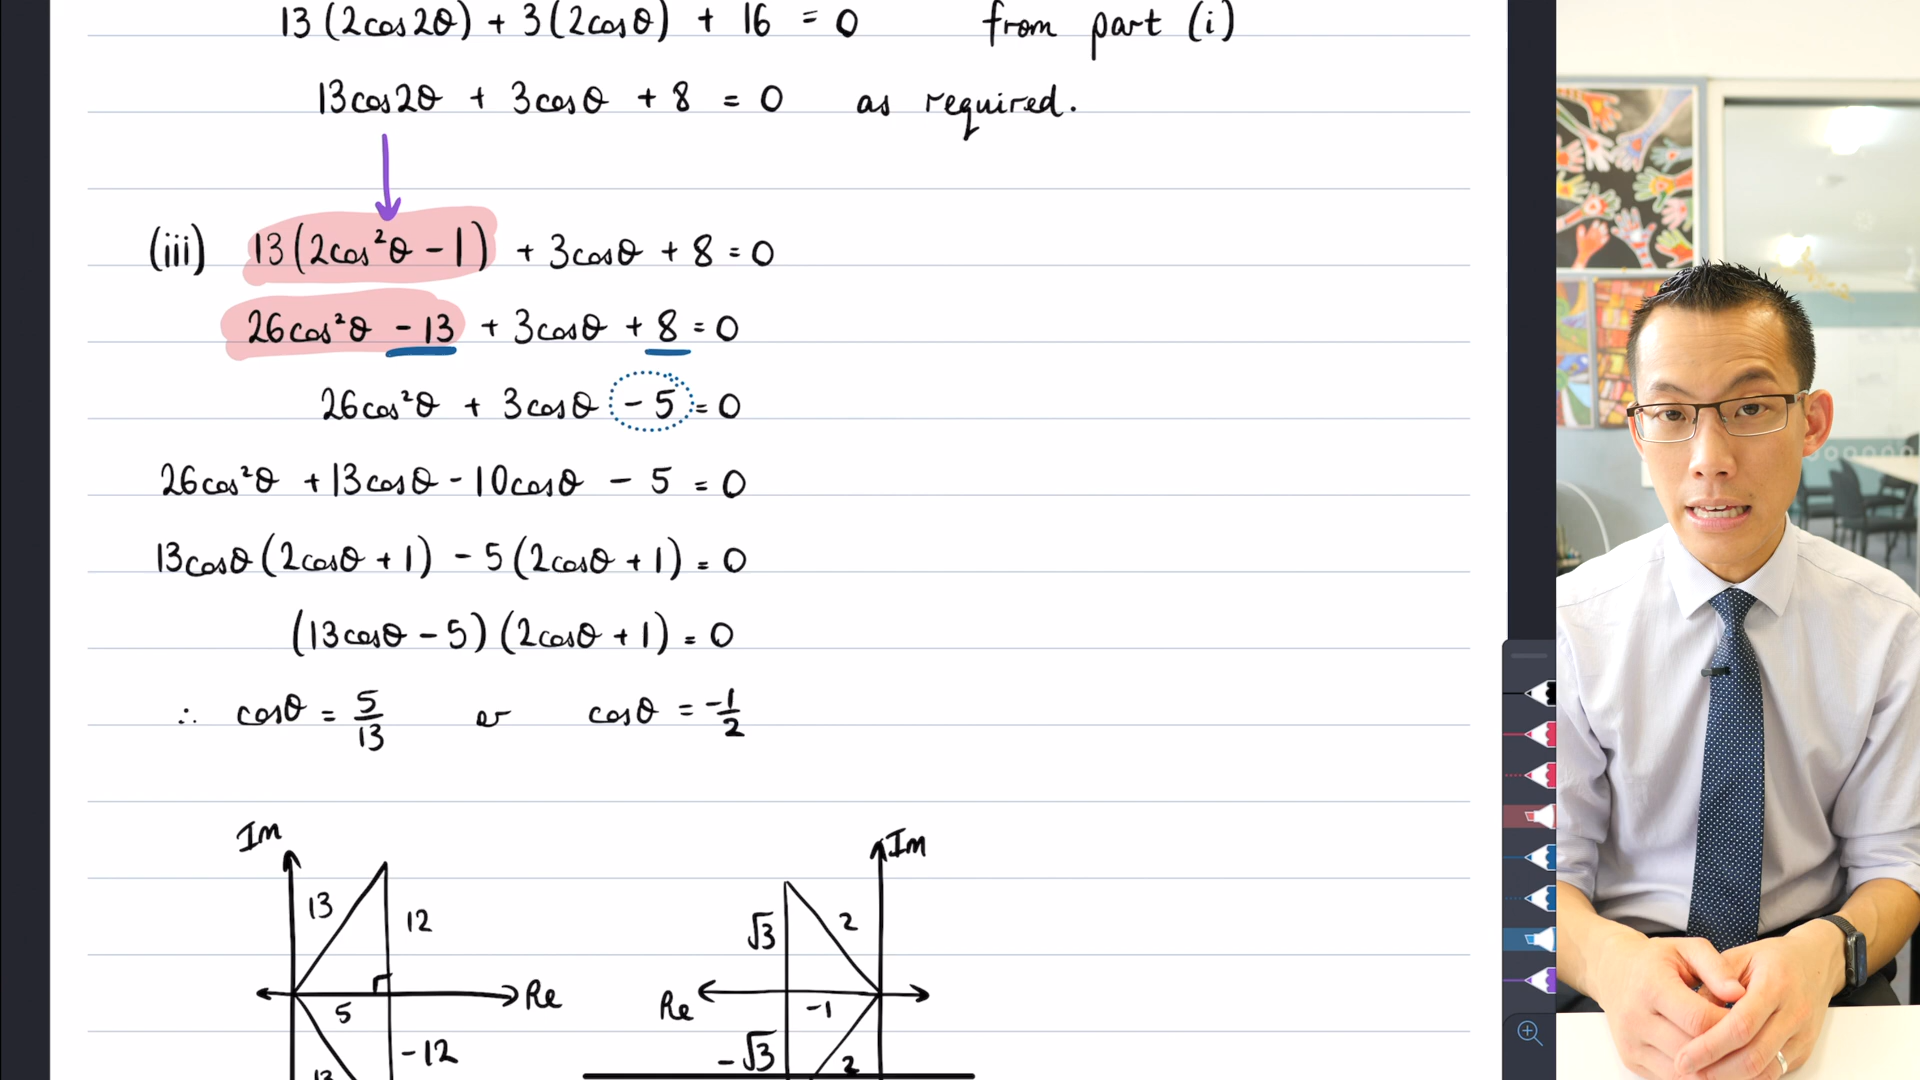 13(2cos2θ) + 3(2cosθ) + 16 = 0 from part (i)
13cos2θ + 3cosθ + 8 = 0 as required.
(iii) 13(2cos²θ - 1) + 3cosθ + 8 = 0
26cos²θ - 13 + 3cosθ + 8 = 0
26cos²θ + 3cosθ - 5 = 0
26cos²θ + 13cosθ - 10cosθ - 5 = 0
13cosθ(2cosθ + 1) - 5(2cosθ + 1) = 0
(13cosθ - 5)(2cosθ + 1) = 0
∴ cosθ = 5/13 or cosθ = -1/2
Im
13
12
5
Re
-12
13
Im
√3
2
Re
-1
-√3
2